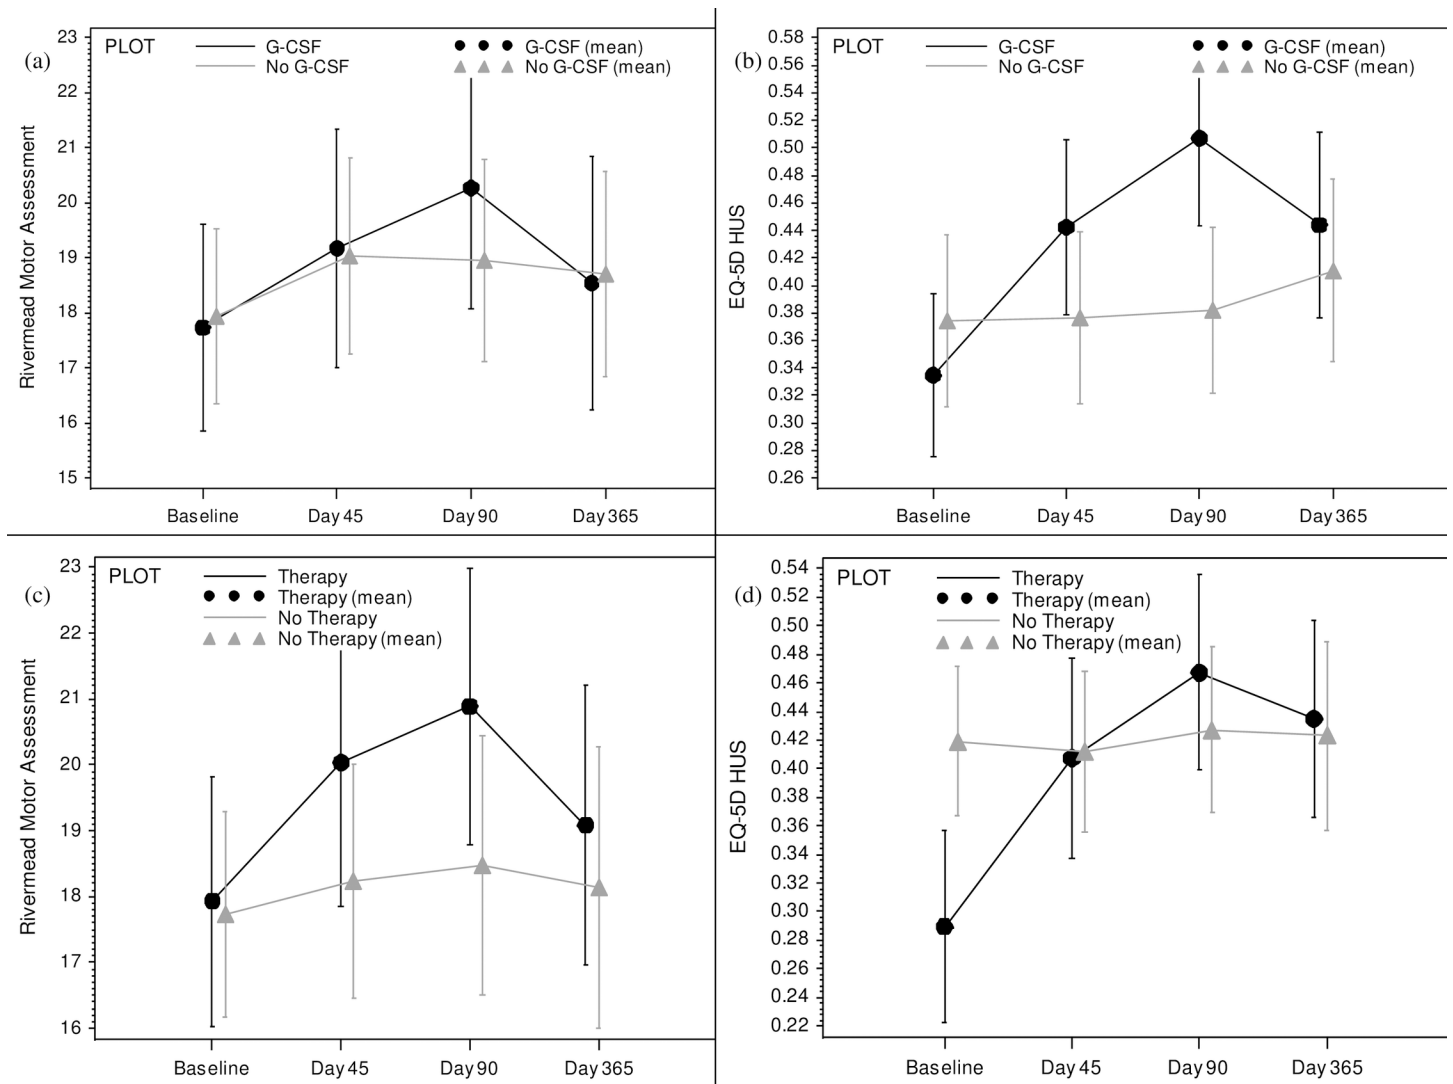 (a)
PLOT
G-CSF
G-CSF (mean)
No G-CSF
No G-CSF (mean)
Rivermead Motor Assessment
23
22
21
20
19
18
17
16
15
Baseline
Day 45
Day 90
Day 365
(b)
PLOT
G-CSF
G-CSF (mean)
No G-CSF
No G-CSF (mean)
EQ-5D HUS
0.58
0.56
0.54
0.52
0.50
0.48
0.46
0.44
0.42
0.40
0.38
0.36
0.34
0.32
0.30
0.28
0.26
Baseline
Day 45
Day 90
Day 365
(c)
PLOT
Therapy
Therapy (mean)
No Therapy
No Therapy (mean)
Rivermead Motor Assessment
23
22
21
20
19
18
17
16
Baseline
Day 45
Day 90
Day 365
(d)
PLOT
Therapy
Therapy (mean)
No Therapy
No Therapy (mean)
EQ-5D HUS
0.54
0.52
0.50
0.48
0.46
0.44
0.42
0.40
0.38
0.36
0.34
0.32
0.30
0.28
0.26
0.24
0.22
Baseline
Day 45
Day 90
Day 365